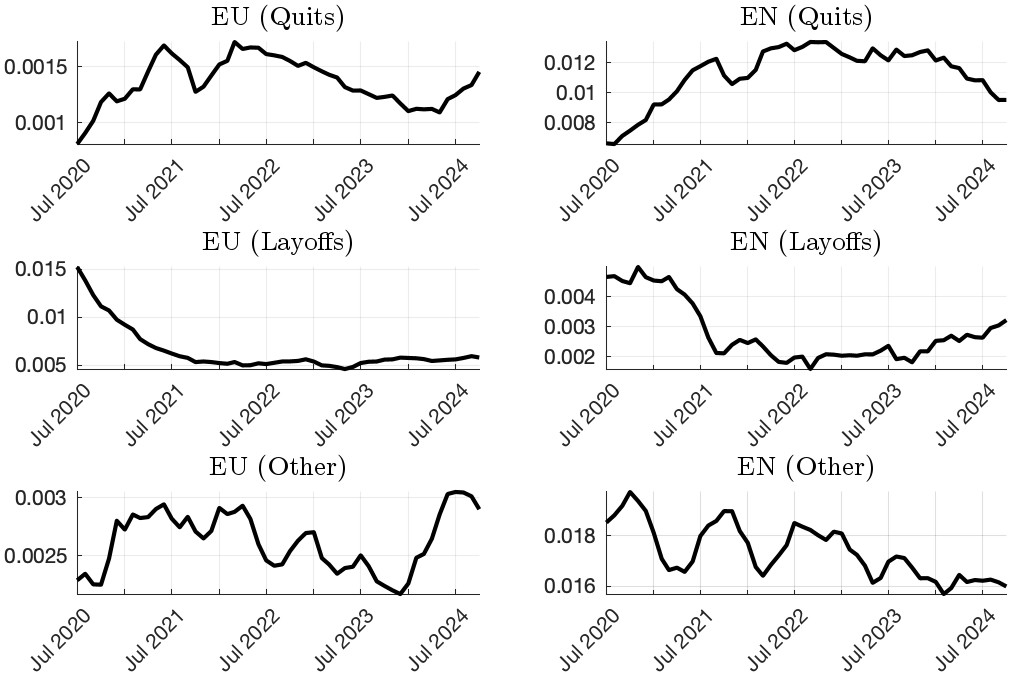 EU (Quits)
0.0015
0.001
Jul 2020
Jul 2021
Jul 2022
Jul 2023
Jul 2024
EN (Quits)
0.012
0.01
0.008
Jul 2020
Jul 2021
Jul 2022
Jul 2023
Jul 2024
EU (Layoffs)
0.015
0.01
0.005
Jul 2020
Jul 2021
Jul 2022
Jul 2023
Jul 2024
EN (Layoffs)
0.004
0.003
0.002
Jul 2020
Jul 2021
Jul 2022
Jul 2023
Jul 2024
EU (Other)
0.003
0.0025
Jul 2020
Jul 2021
Jul 2022
Jul 2023
Jul 2024
EN (Other)
0.018
0.016
Jul 2020
Jul 2021
Jul 2022
Jul 2023
Jul 2024